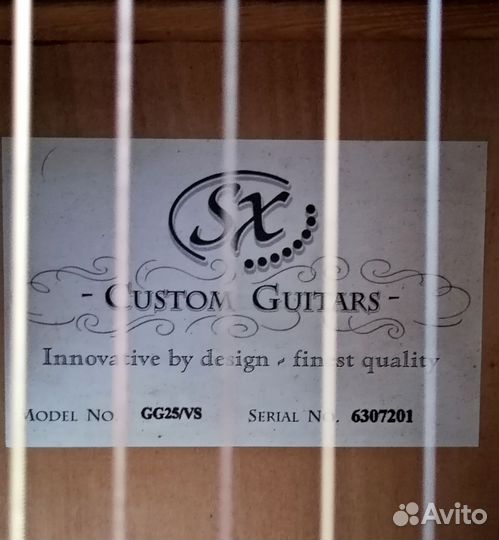 SX
- CUSTOM GUITARS -
Innovative by design - finest quality
MODEL NO. GG25/VS SERIAL NO. 6307201
Avito